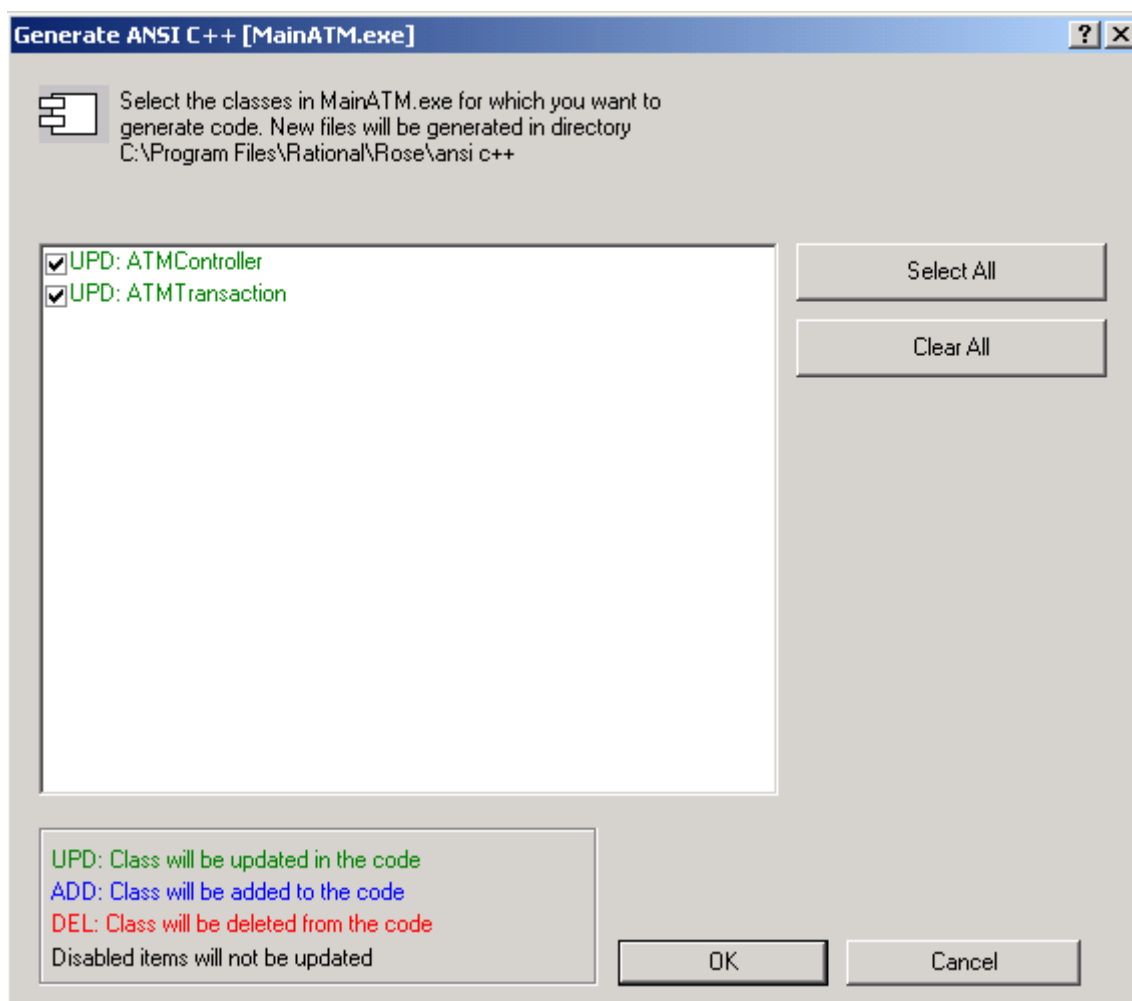 Generate ANSI C++ [MainATM.exe]
Select the classes in MainATM.exe for which you want to
generate code. New files will be generated in directory
C:\Program Files\Rational\Rose\ansi c++
UPD: ATMController
UPD: ATMTransaction
Select All
Clear All
UPD: Class will be updated in the code
ADD: Class will be added to the code
DEL: Class will be deleted from the code
Disabled items will not be updated
OK
Cancel